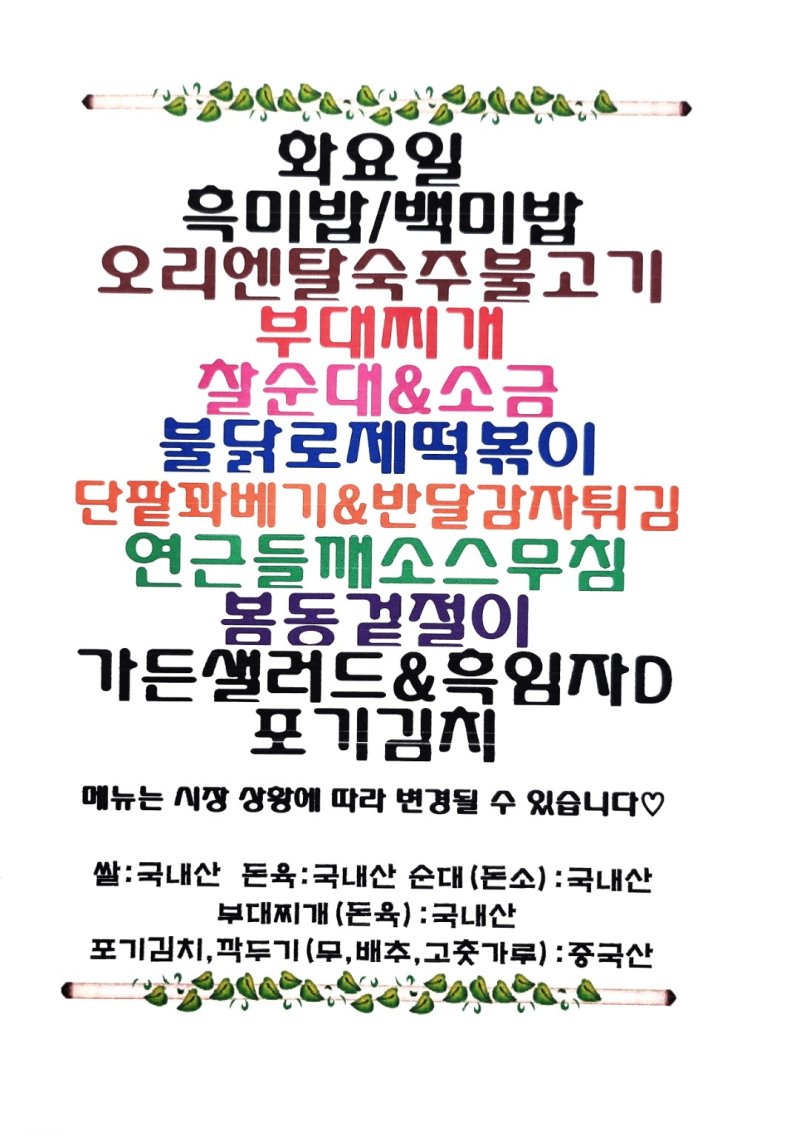 화요일
흑미밥/백미밥
오리엔탈숙주불고기
부대찌개
찰순대&소금
불닭로제떡볶이
단팥꽈베기&반달감자튀김
연근들깨소스무침
봄동겉절이
가든샐러드&흑임자D
포기김치
메뉴는 시장 상황에 따라 변경될 수 있습니다♡
쌀:국내산 돈육:국내산 순대(돈소):국내산
부대찌개(돈육):국내산
포기김치,깍두기(무,배추,고춧가루):중국산